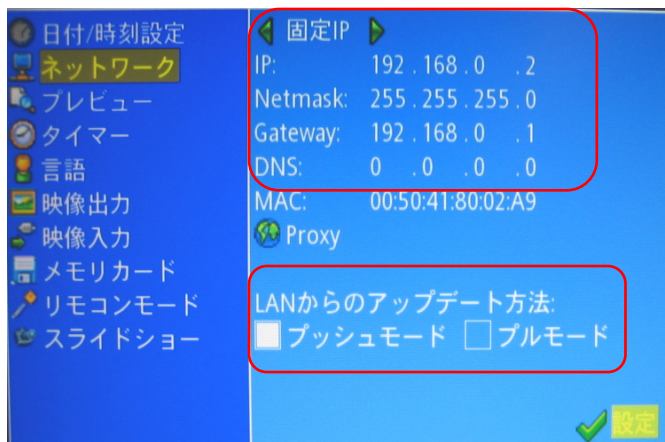 日付/時刻設定
ネットワーク
プレビュー
タイマー
言語
映像出力
映像入力
メモリカード
リモコンモード
スライドショー
固定IP
IP: 192 . 168 . 0 . 2
Netmask: 255 . 255 . 255 . 0
Gateway: 192 . 168 . 0 . 1
DNS: 0 . 0 . 0 . 0
MAC: 00:50:41:80:02:A9
Proxy
LANからのアップデート方法:
プッシュモード プルモード
設定